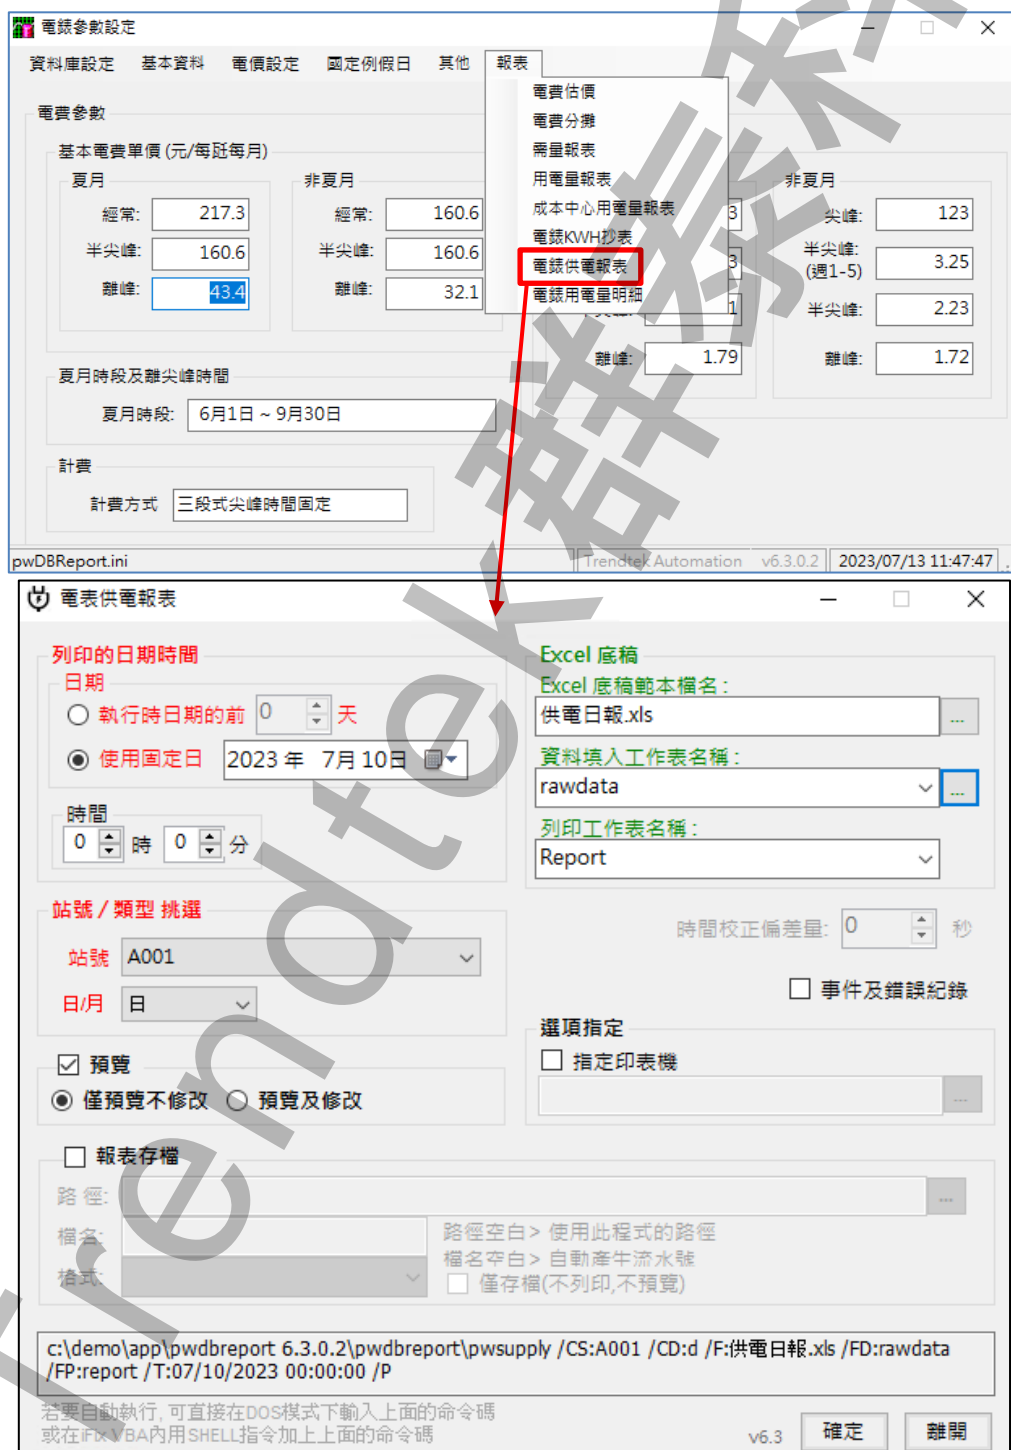 電錶參數設定
資料庫設定 基本資料 電價設定 國定例假日 其他 報表
電費估價
電費分攤
需量報表
用電量報表
成本中心用電量報表
電錶KWH抄表
電錶供電報表
電錶用電量明細
電費參數
基本電費單價 (元/每瓩每月)
夏月
經常: 217.3
半尖峰: 160.6
離峰: 43.4
非夏月
經常: 160.6
半尖峰: 160.6
離峰: 32.1
3
3
1
離峰: 1.79
非夏月
尖峰: 123
半尖峰:
(週1-5) 3.25
半尖峰: 2.23
離峰: 1.72
夏月時段及離尖峰時間
夏月時段: 6月1日 ~ 9月30日
計費
計費方式 三段式尖峰時間固定
pwDBReport.ini Trendtek Automation v6.3.0.2 2023/07/13 11:47:47
電表供電報表
列印的日期時間
日期
執行時日期的前 0 天
使用固定日 2023 年 7月 10日
時間
0 時 0 分
Excel 底稿
Excel 底稿範本檔名 :
供電日報.xls ...
資料填入工作表名稱 :
rawdata ...
列印工作表名稱 :
Report
站號 / 類型 挑選
站號 A001
日/月 日
時間校正偏差量: 0 秒
事件及錯誤紀錄
預覽
僅預覽不修改 預覽及修改
選項指定
指定印表機
...
報表存檔
路 徑: ...
檔名:
格式:
路徑空白> 使用此程式的路徑
檔名空白> 自動產生流水號
僅存檔(不列印,不預覽)
c:\demo\app\pwdbreport 6.3.0.2\pwdbreport\pwsupply /CS:A001 /CD:d /F:供電日報.xls /FD:rawdata
/FP:report /T:07/10/2023 00:00:00 /P
若要自動執行, 可直接在DOS模式下輸入上面的命令碼
或在iFix VBA內用SHELL指令加上上面的命令碼
v6.3 確定 離開
Trendtek群泰科